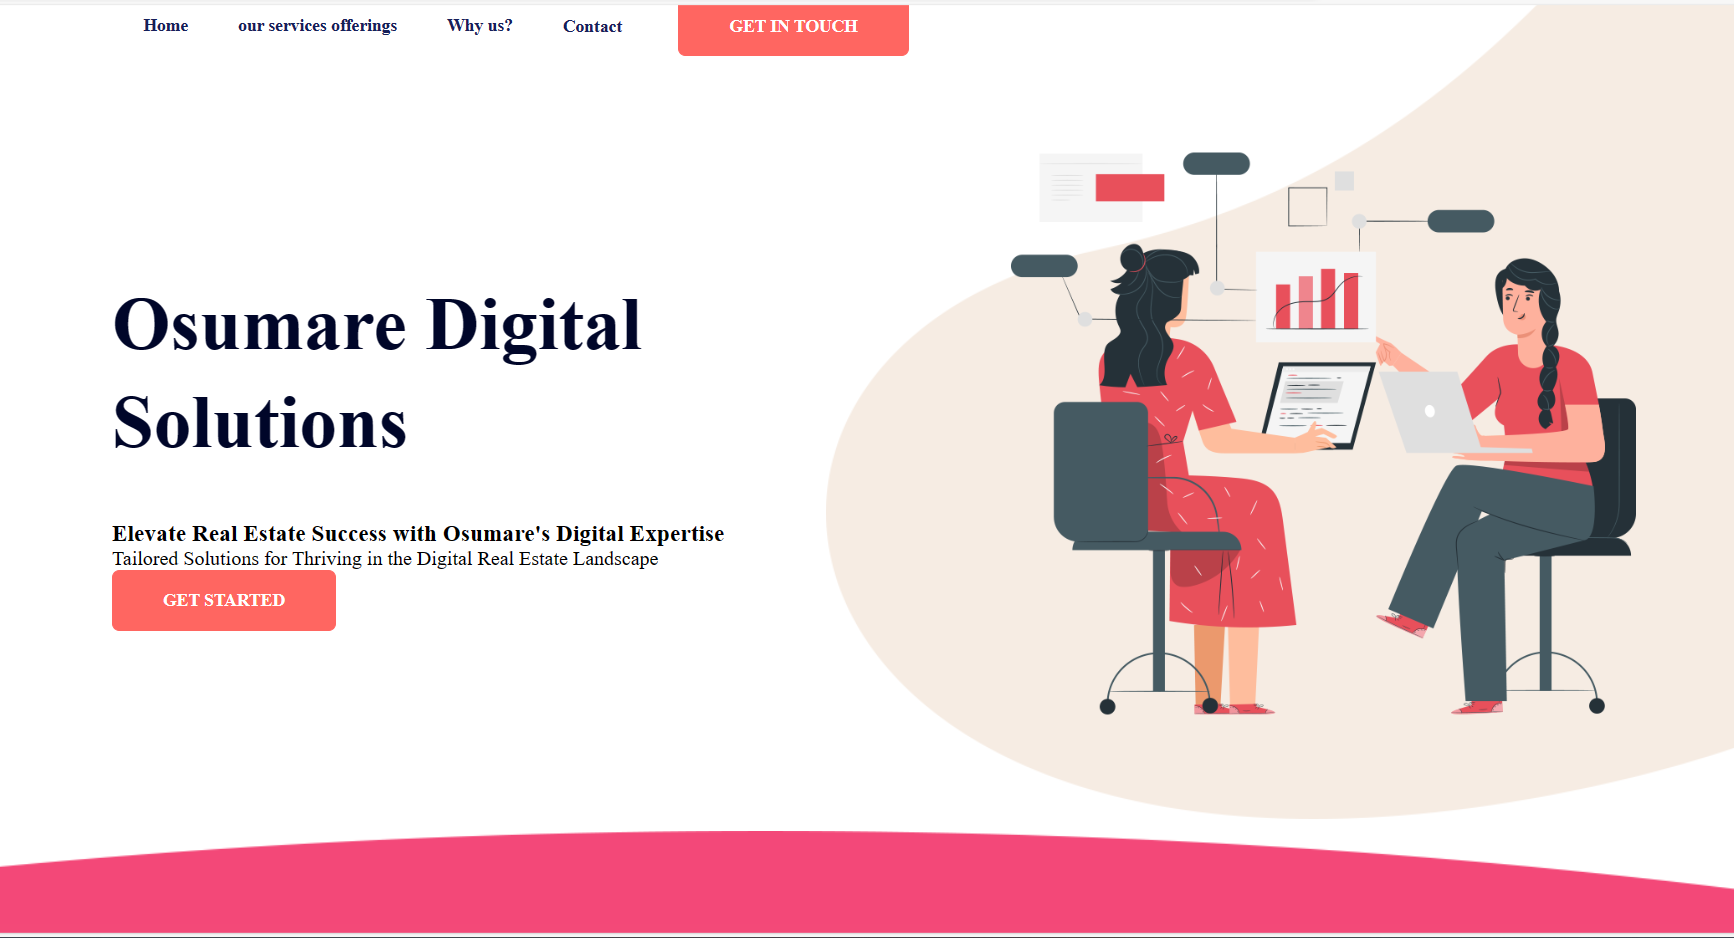 Home our services offerings Why us? Contact GET IN TOUCH
Osumare Digital
Solutions
Elevate Real Estate Success with Osumare's Digital Expertise
Tailored Solutions for Thriving in the Digital Real Estate Landscape
GET STARTED